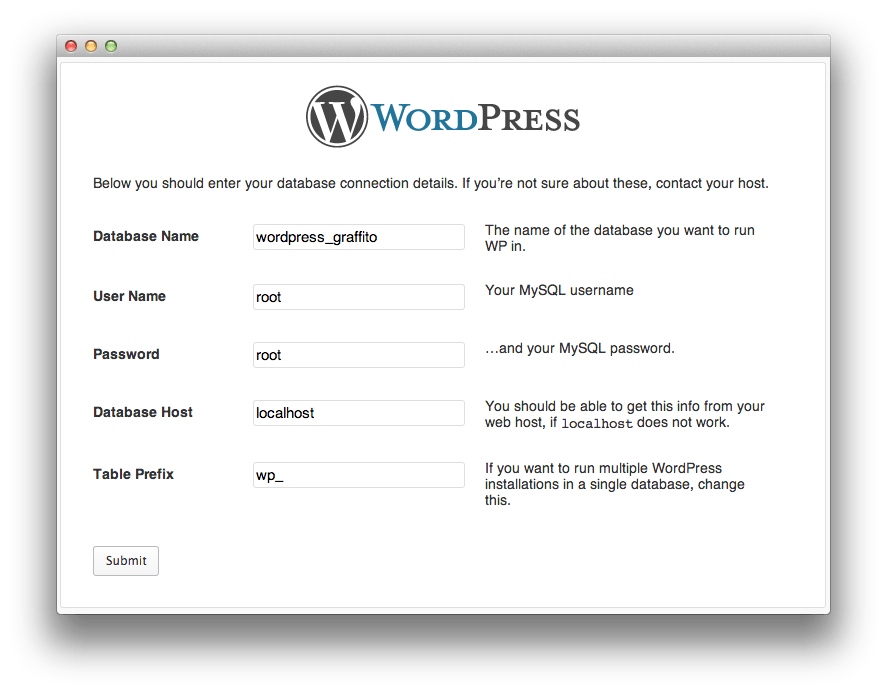 WORDPRESS
Below you should enter your database connection details. If you’re not sure about these, contact your host.
Database Name
wordpress_graffito
The name of the database you want to run
WP in.
User Name
root
Your MySQL username
Password
root
…and your MySQL password.
Database Host
localhost
You should be able to get this info from your
web host, if localhost does not work.
Table Prefix
wp_
If you want to run multiple WordPress
installations in a single database, change
this.
Submit